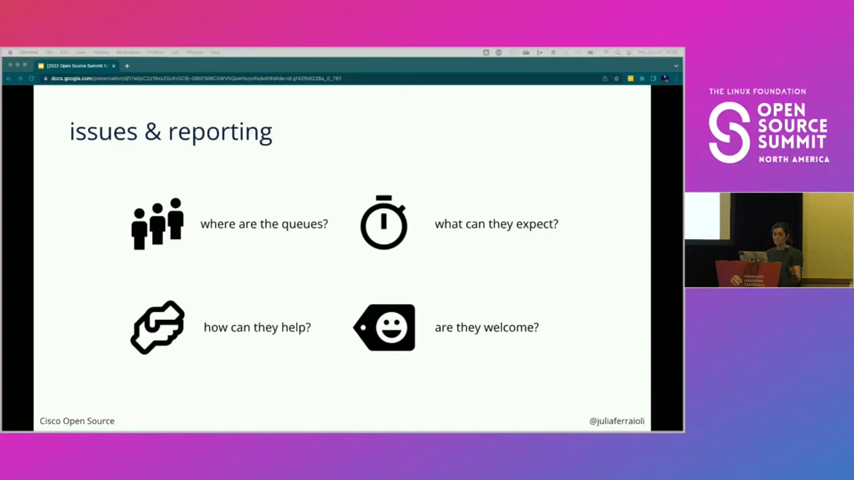 THE LINUX FOUNDATION
OPEN
SOURCE
SUMMIT
NORTH AMERICA
issues & reporting
where are the queues?
what can they expect?
how can they help?
are they welcome?
Cisco Open Source
@juliaferraioli